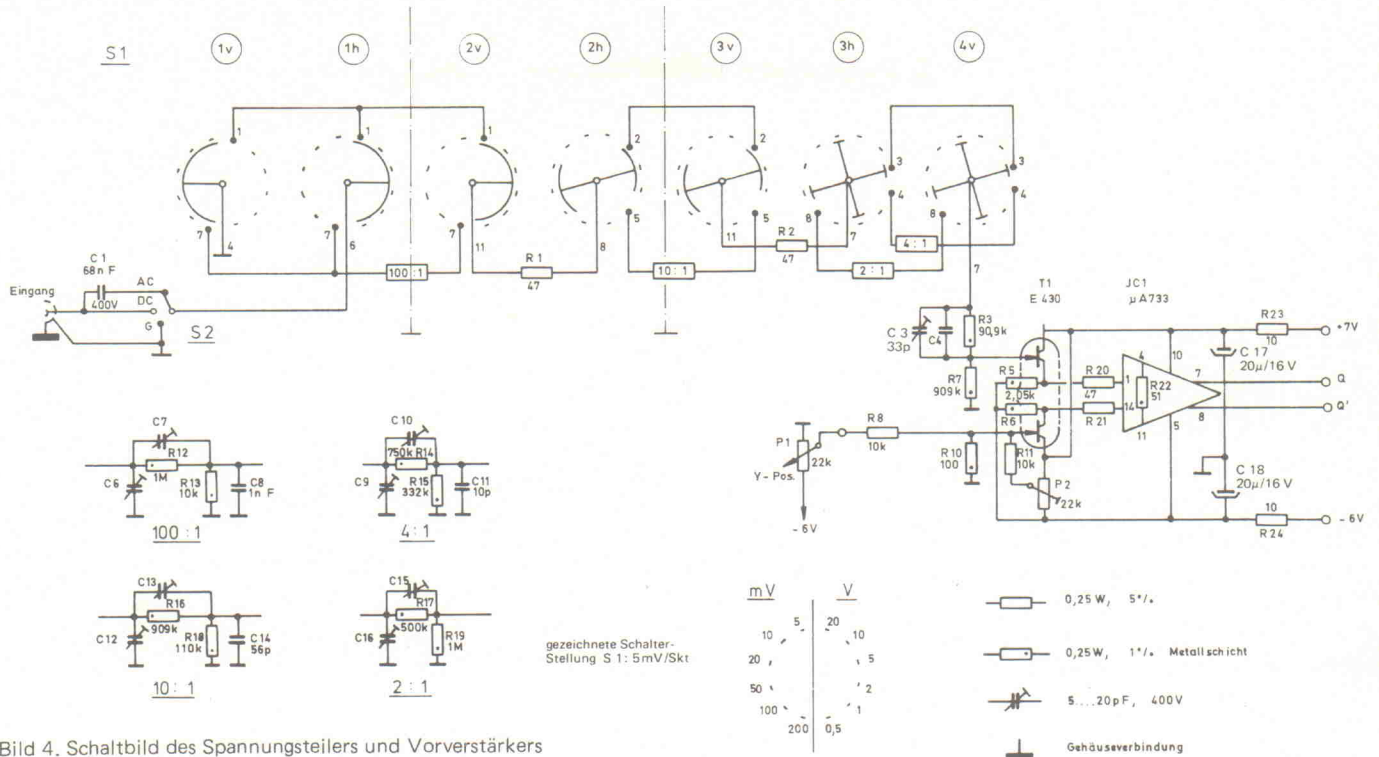 S1
1v
1h
2v
2h
3v
3h
4v
1
1
1
2
2
3
3
4
4
7
4
7
6
7
11
8
5
11
5
8
7
8
7
100:1
R1
47
10:1
R2
47
4:1
2:1
C1
68nF
400V
Eingang
AC
DC
G
S2
C3
33p
C4
R3
90,9k
R7
909k
T1
E 430
JC1
µA733
R5
2,05k
R6
R20
47
R21
1
14
4
R22
51
11
10
5
7
8
R23
10
+7V
C 17
20µ/16 V
Q
Q'
C 18
20µ/16V
10
R24
- 6V
P1
22k
Y-Pos.
- 6V
R8
10k
R10
100
R11
10k
P2
22k
C7
R12
1M
C6
R13
10k
C8
1nF
100:1
C10
750k R14
C9
R15
332k
C11
10p
4:1
C13
R16
909k
C12
R18
110k
C14
56p
10:1
C15
R17
500k
C16
R19
1M
2:1
gezeichnete Schalter-
Stellung S1: 5mV/Skt
mV V
5 20
10 10
20 5
50 2
100 1
200 0,5
0,25 W, 5°/.
0,25W, 1°/. Metallschicht
5....20pF, 400V
Gehäuseverbindung
Bild 4. Schaltbild des Spannungsteilers und Vorverstärkers